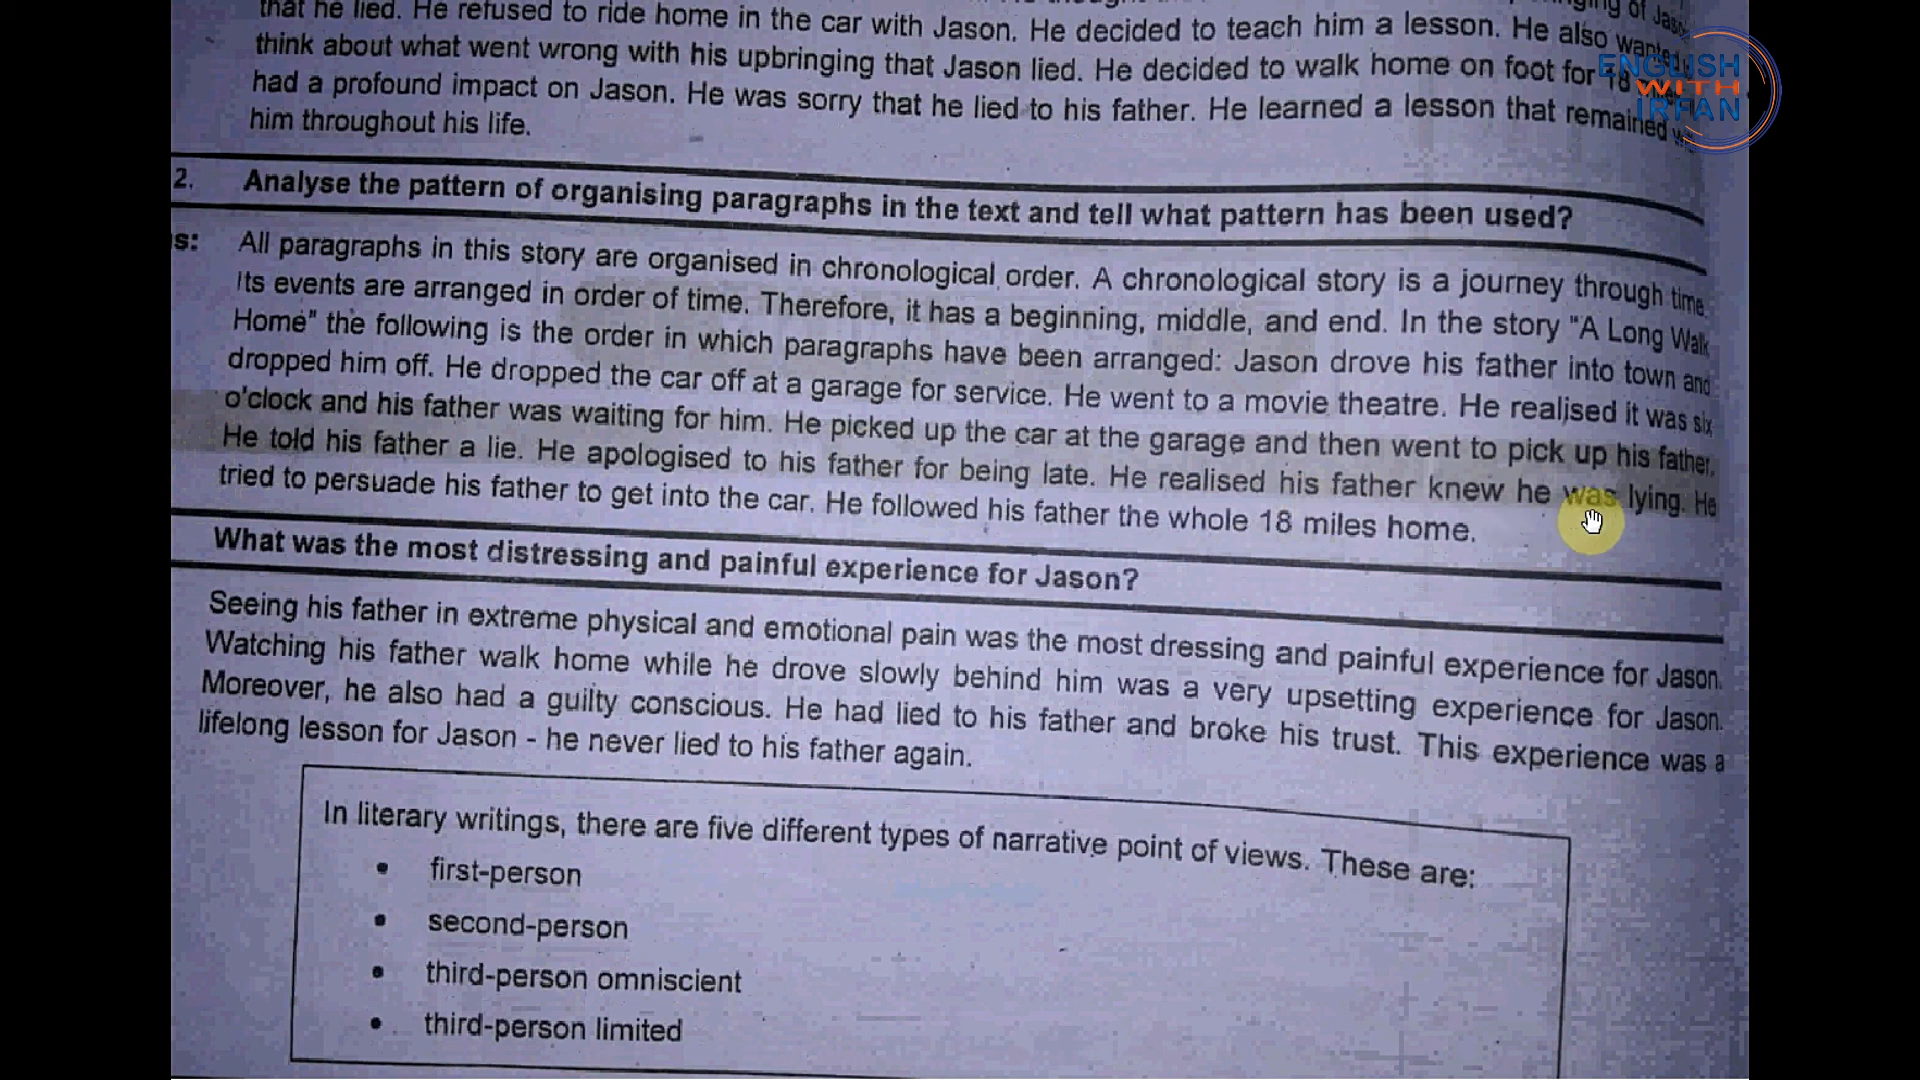 that he lied. He refused to ride home in the car with Jason. He decided to teach him a lesson. He also wanted
think about what went wrong with his upbringing that Jason lied. He decided to walk home on foot for 18
had a profound impact on Jason. He was sorry that he lied to his father. He learned a lesson that remained
him throughout his life.
ENGLISH
WITH
IRFAN
2. Analyse the pattern of organising paragraphs in the text and tell what pattern has been used?
s: All paragraphs in this story are organised in chronological order. A chronological story is a journey through time.
Its events are arranged in order of time. Therefore, it has a beginning, middle, and end. In the story "A Long Walk
Home" the following is the order in which paragraphs have been arranged: Jason drove his father into town and
dropped him off. He dropped the car off at a garage for service. He went to a movie theatre. He realised it was six
o'clock and his father was waiting for him. He picked up the car at the garage and then went to pick up his father,
He told his father a lie. He apologised to his father for being late. He realised his father knew he was lying. He
tried to persuade his father to get into the car. He followed his father the whole 18 miles home.
What was the most distressing and painful experience for Jason?
Seeing his father in extreme physical and emotional pain was the most dressing and painful experience for Jason.
Watching his father walk home while he drove slowly behind him was a very upsetting experience for Jason.
Moreover, he also had a guilty conscious. He had lied to his father and broke his trust. This experience was a
lifelong lesson for Jason - he never lied to his father again.
In literary writings, there are five different types of narrative point of views. These are:
• first-person
• second-person
• third-person omniscient
• third-person limited